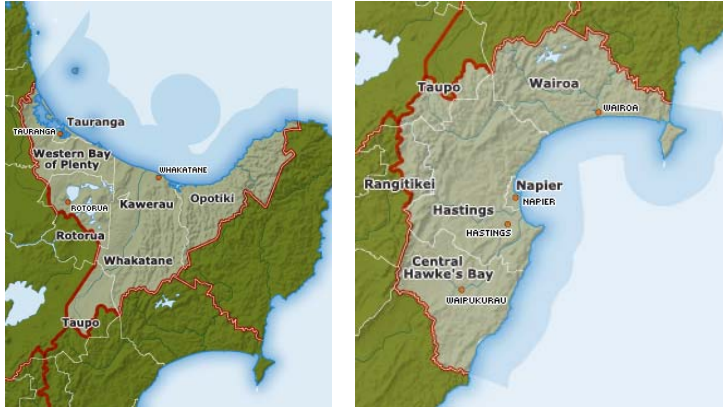 Tauranga
TAURANGA
Western Bay
of Plenty
WHAKATANE
ROTORUA
Kawerau
Opotiki
Rotorua
Whakatane
Taupo
Taupo
Wairoa
WAIROA
Rangitikei
Napier
NAPIER
Hastings
HASTINGS
Central
Hawke's Bay
WAIPUKURAU